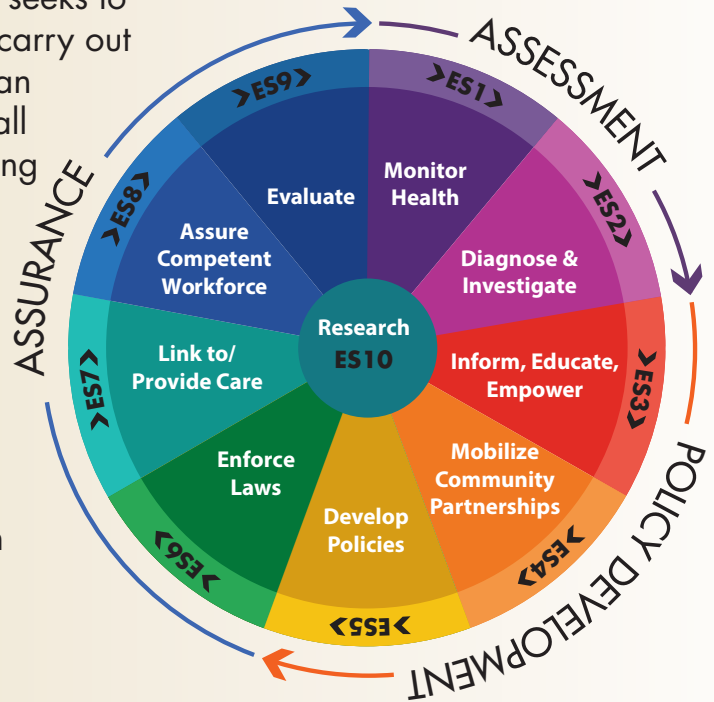 seeks to
carry out
an
all
ng
n
ASSESSMENT
POLICY DEVELOPMENT
ASSURANCE
ES1
Monitor
Health
ES2
Diagnose &
Investigate
ES3
Inform, Educate,
Empower
ES4
Mobilize
Community
Partnerships
ES5
Develop
Policies
ES6
Enforce
Laws
ES7
Link to/
Provide Care
ES8
Assure
Competent
Workforce
ES9
Evaluate
Research
ES10